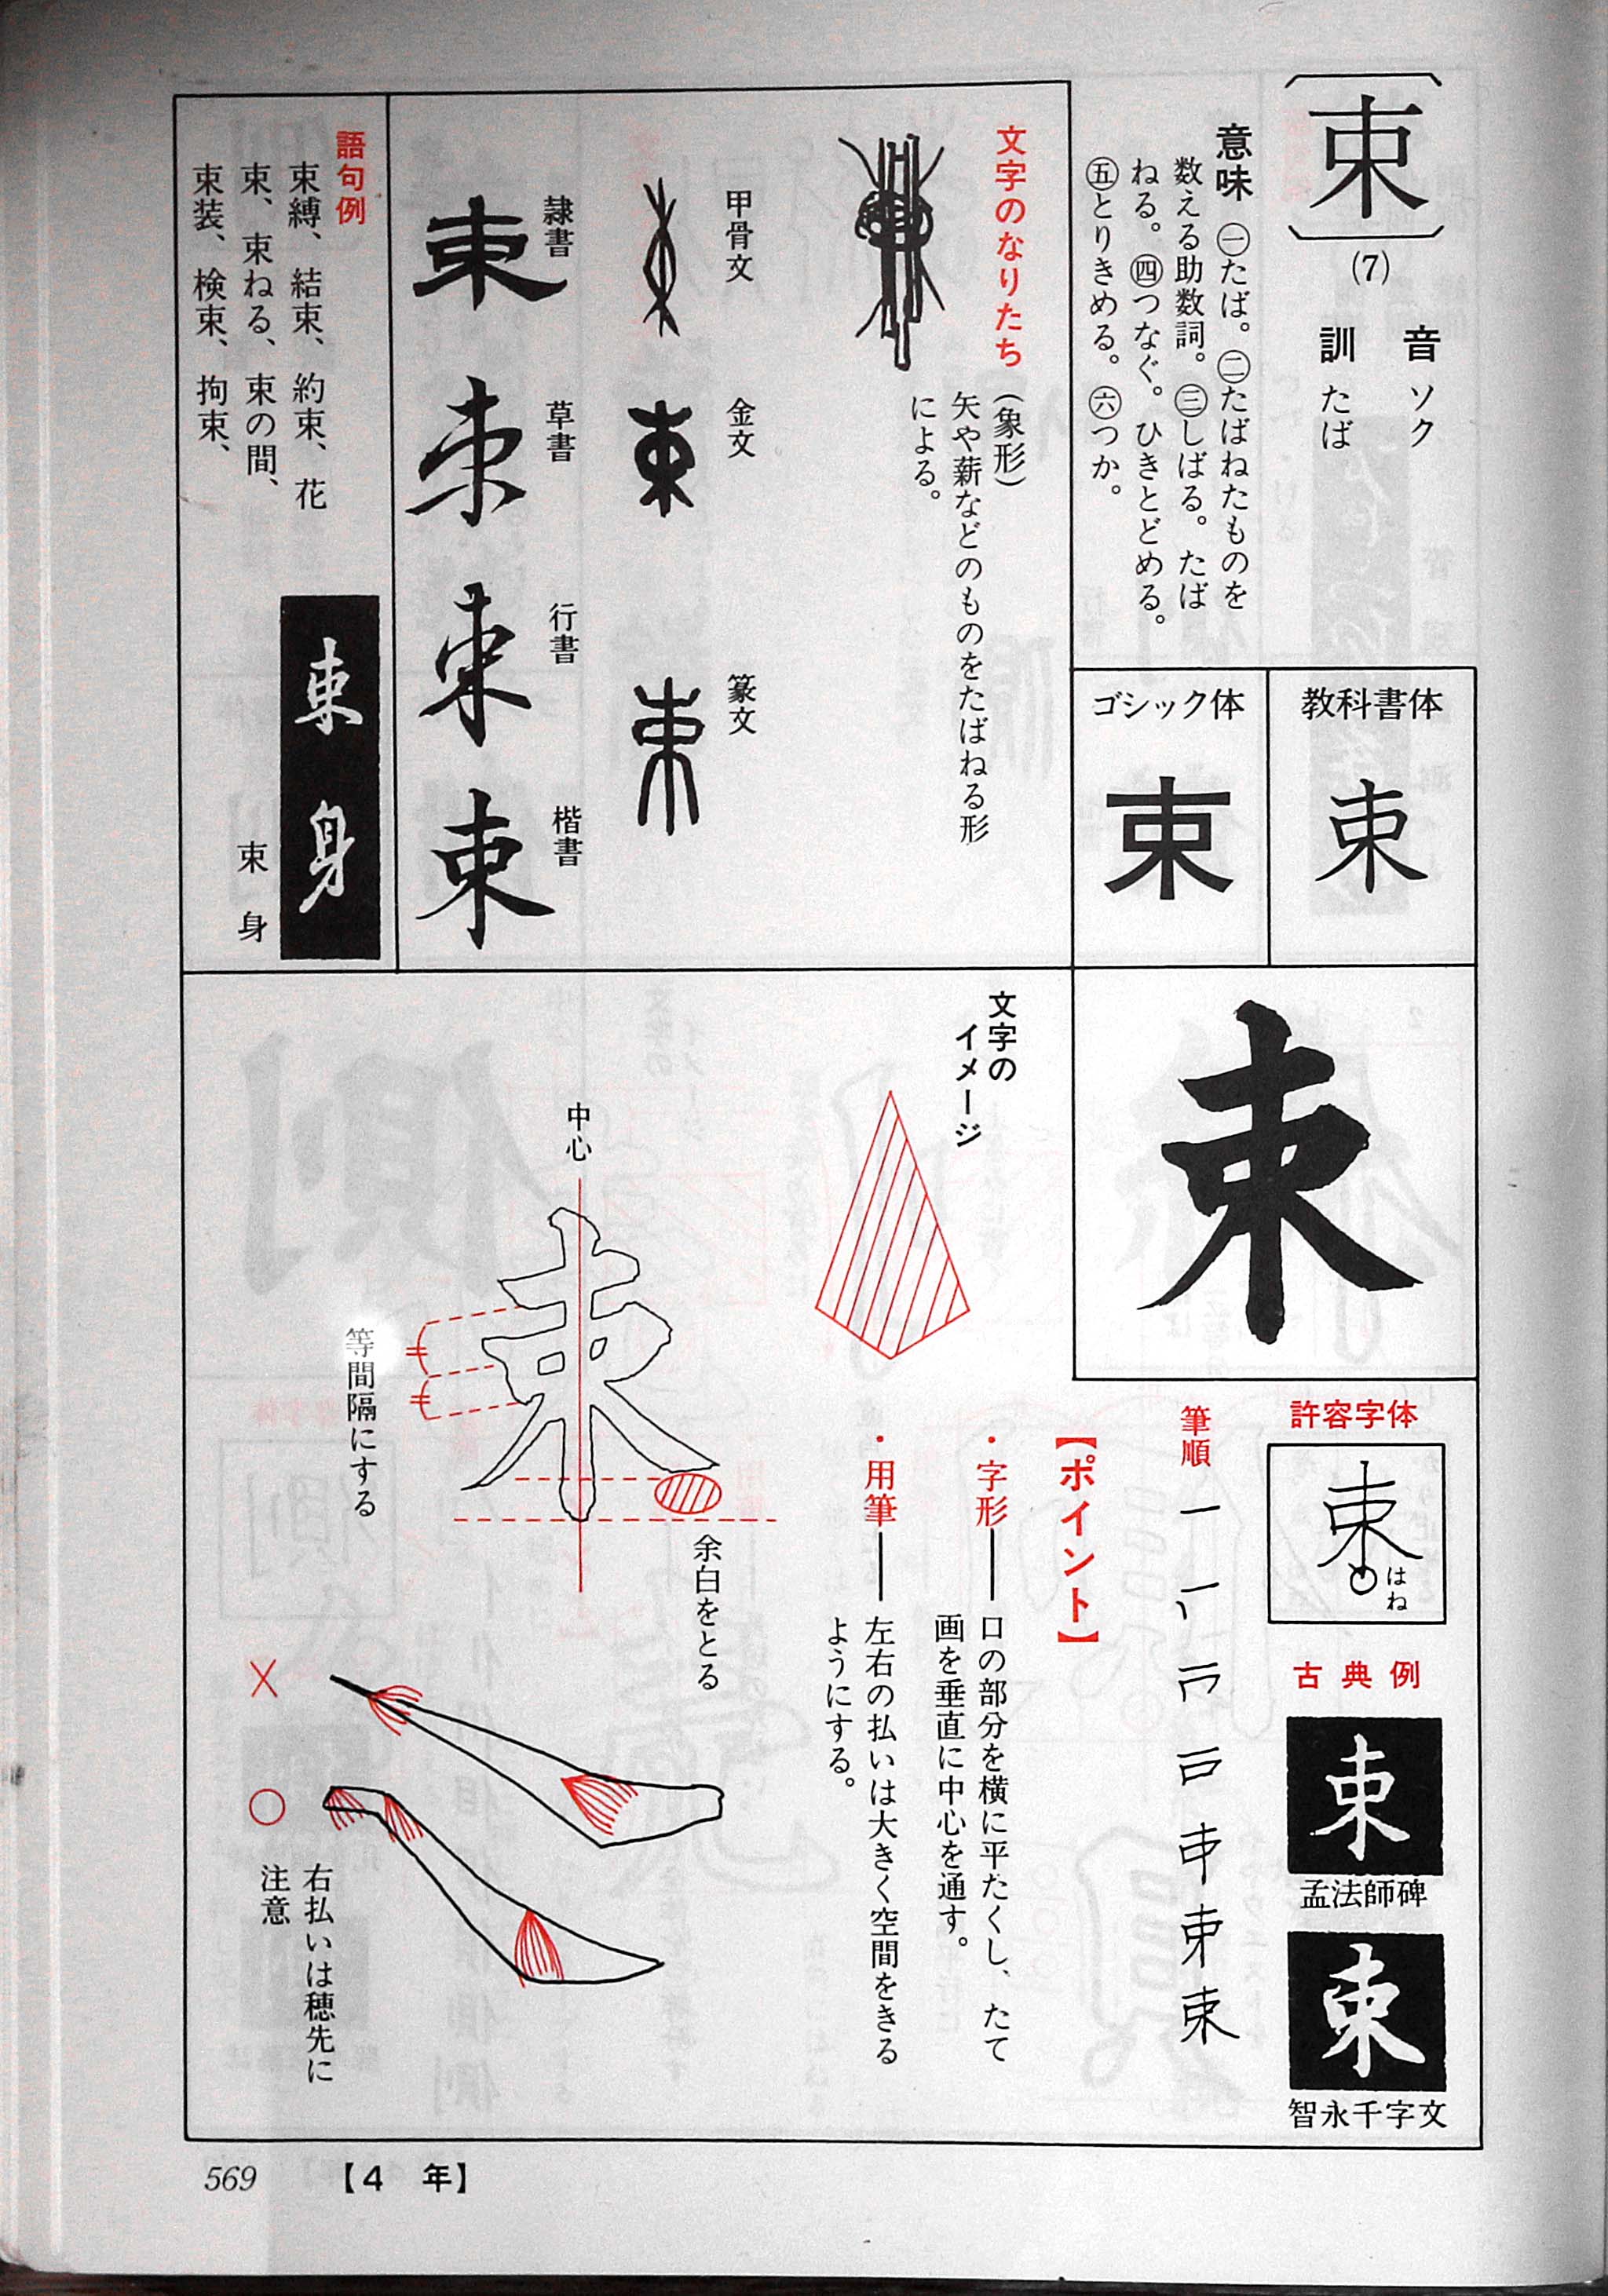 束
(7)
音 ソク
訓 たば
意味 ㊀たば。㊁たばねたものを
数える助数詞。㊂しばる。たば
ねる。㊃つなぐ。ひきとどめる。
㊄とりきめる。㊅つか。
教科書体
束
ゴシック体
束
文字のなりたち
(象形)
矢や薪などのものをたばねる形
による。
甲骨文
金文
篆文
隷書
草書
行書
楷書
束
束
束
束
語句例
束縛、結束、約束、花
束、束ねる、束の間、
束装、検束、拘束、
束身
束身
束
許容字体
束
はね
古典例
束
孟法師碑
束
智永千字文
筆順
束
【ポイント】
・字形――口の部分を横に平たくし、たて
画を垂直に中心を通す。
・用筆――左右の払いは大きく空間をきる
ようにする。
文字の
イメージ
中心
束
等間隔にする
余白をとる
×
○
右払いは穂先に
注意
569
【4 年】